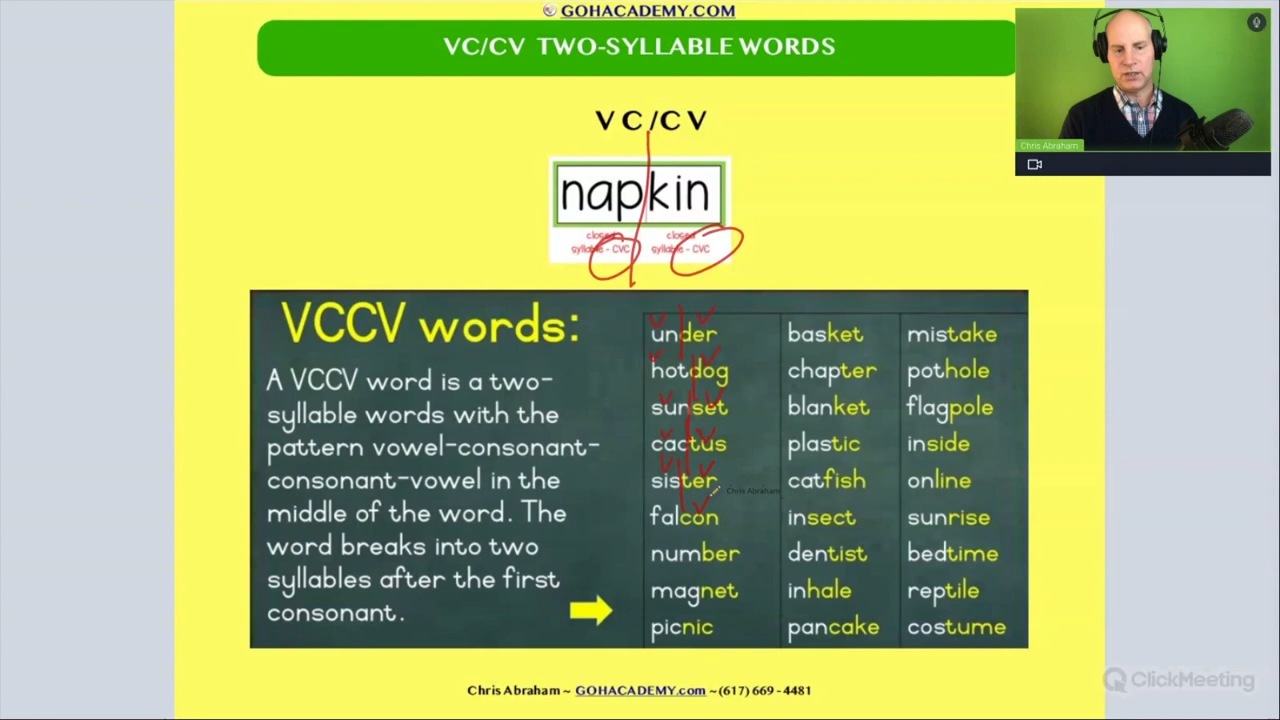 GOHACADEMY.COM
VC/CV TWO-SYLLABLE WORDS
Chris Abraham
V C / C V
napkin
closed closed
syllable - CVC syllable - CVC
VCCV words:
A VCCV word is a two-
syllable words with the
pattern vowel-consonant-
consonant-vowel in the
middle of the word. The
word breaks into two
syllables after the first
consonant.
under basket mistake
hotdog chapter pothole
sunset blanket flagpole
cactus plastic inside
sister catfish online
Chris Abraham
falcon insect sunrise
number dentist bedtime
magnet inhale reptile
picnic pancake costume
Chris Abraham ~ GOHACADEMY.com ~(617) 669 - 4481
ClickMeeting